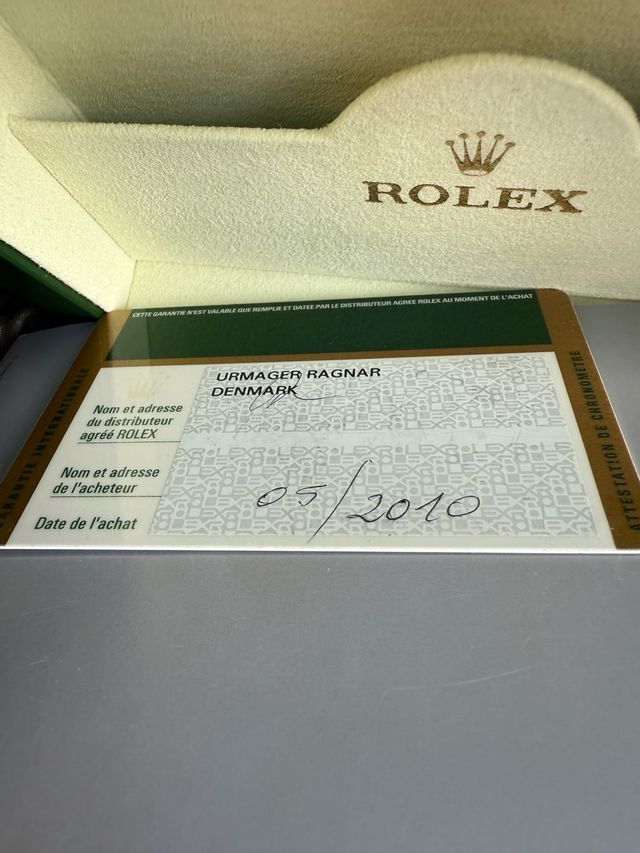 ROLEX
CETTE GARANTIE N'EST VALABLE QUE REMPLIE ET DATEE PAR LE DISTRIBUTEUR AGREE ROLEX AU MOMENT DE L'ACHAT
GARANTIE INTERNATIONALE
Nom et adresse
du distributeur
agréé ROLEX
URMAGER RAGNAR
DENMARK
Nom et adresse
de l'acheteur
Date de l'achat
05/2010
ATTESTATION DE CHRONOMETRE